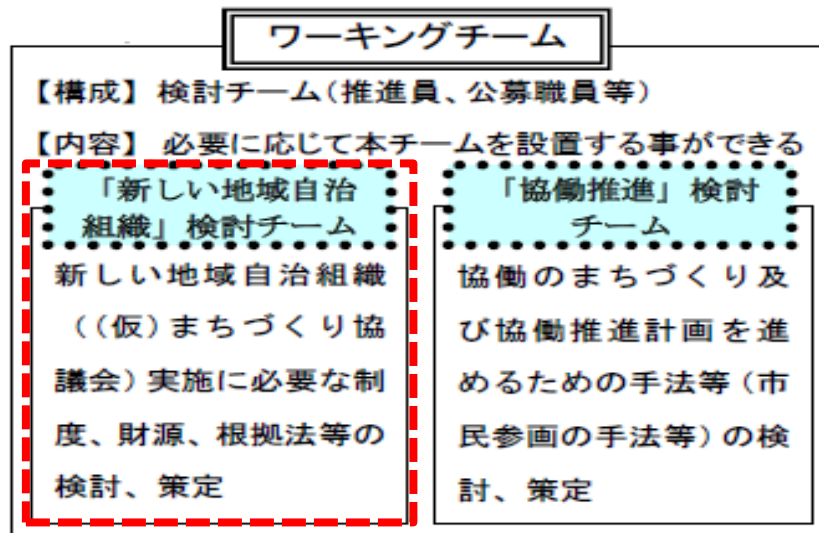 ワーキングチーム
【構成】 検討チーム（推進員、公募職員等）
【内容】 必要に応じて本チームを設置する事ができる
「新しい地域自治
組織」検討チーム
新しい地域自治組織
（（仮）まちづくり協
議会）実施に必要な制
度、財源、根拠法等の
検討、策定
「協働推進」検討
チーム
協働のまちづくり及
び協働推進計画を進
めるための手法等（市
民参画の手法等）の検
討、策定